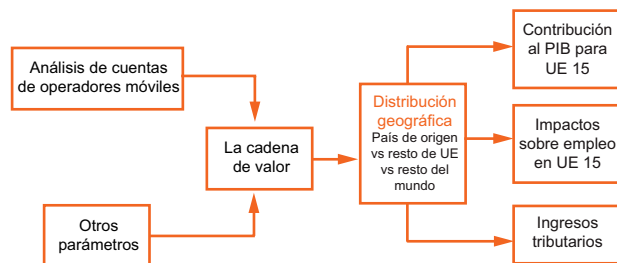 Análisis de cuentas
de operadores móviles
Otros
parámetros
La cadena
de valor
Distribución
geográfica
País de origen
vs resto de UE
vs resto del
mundo
Contribución
al PIB para
UE 15
Impactos
sobre empleo
en UE 15
Ingresos
tributarios